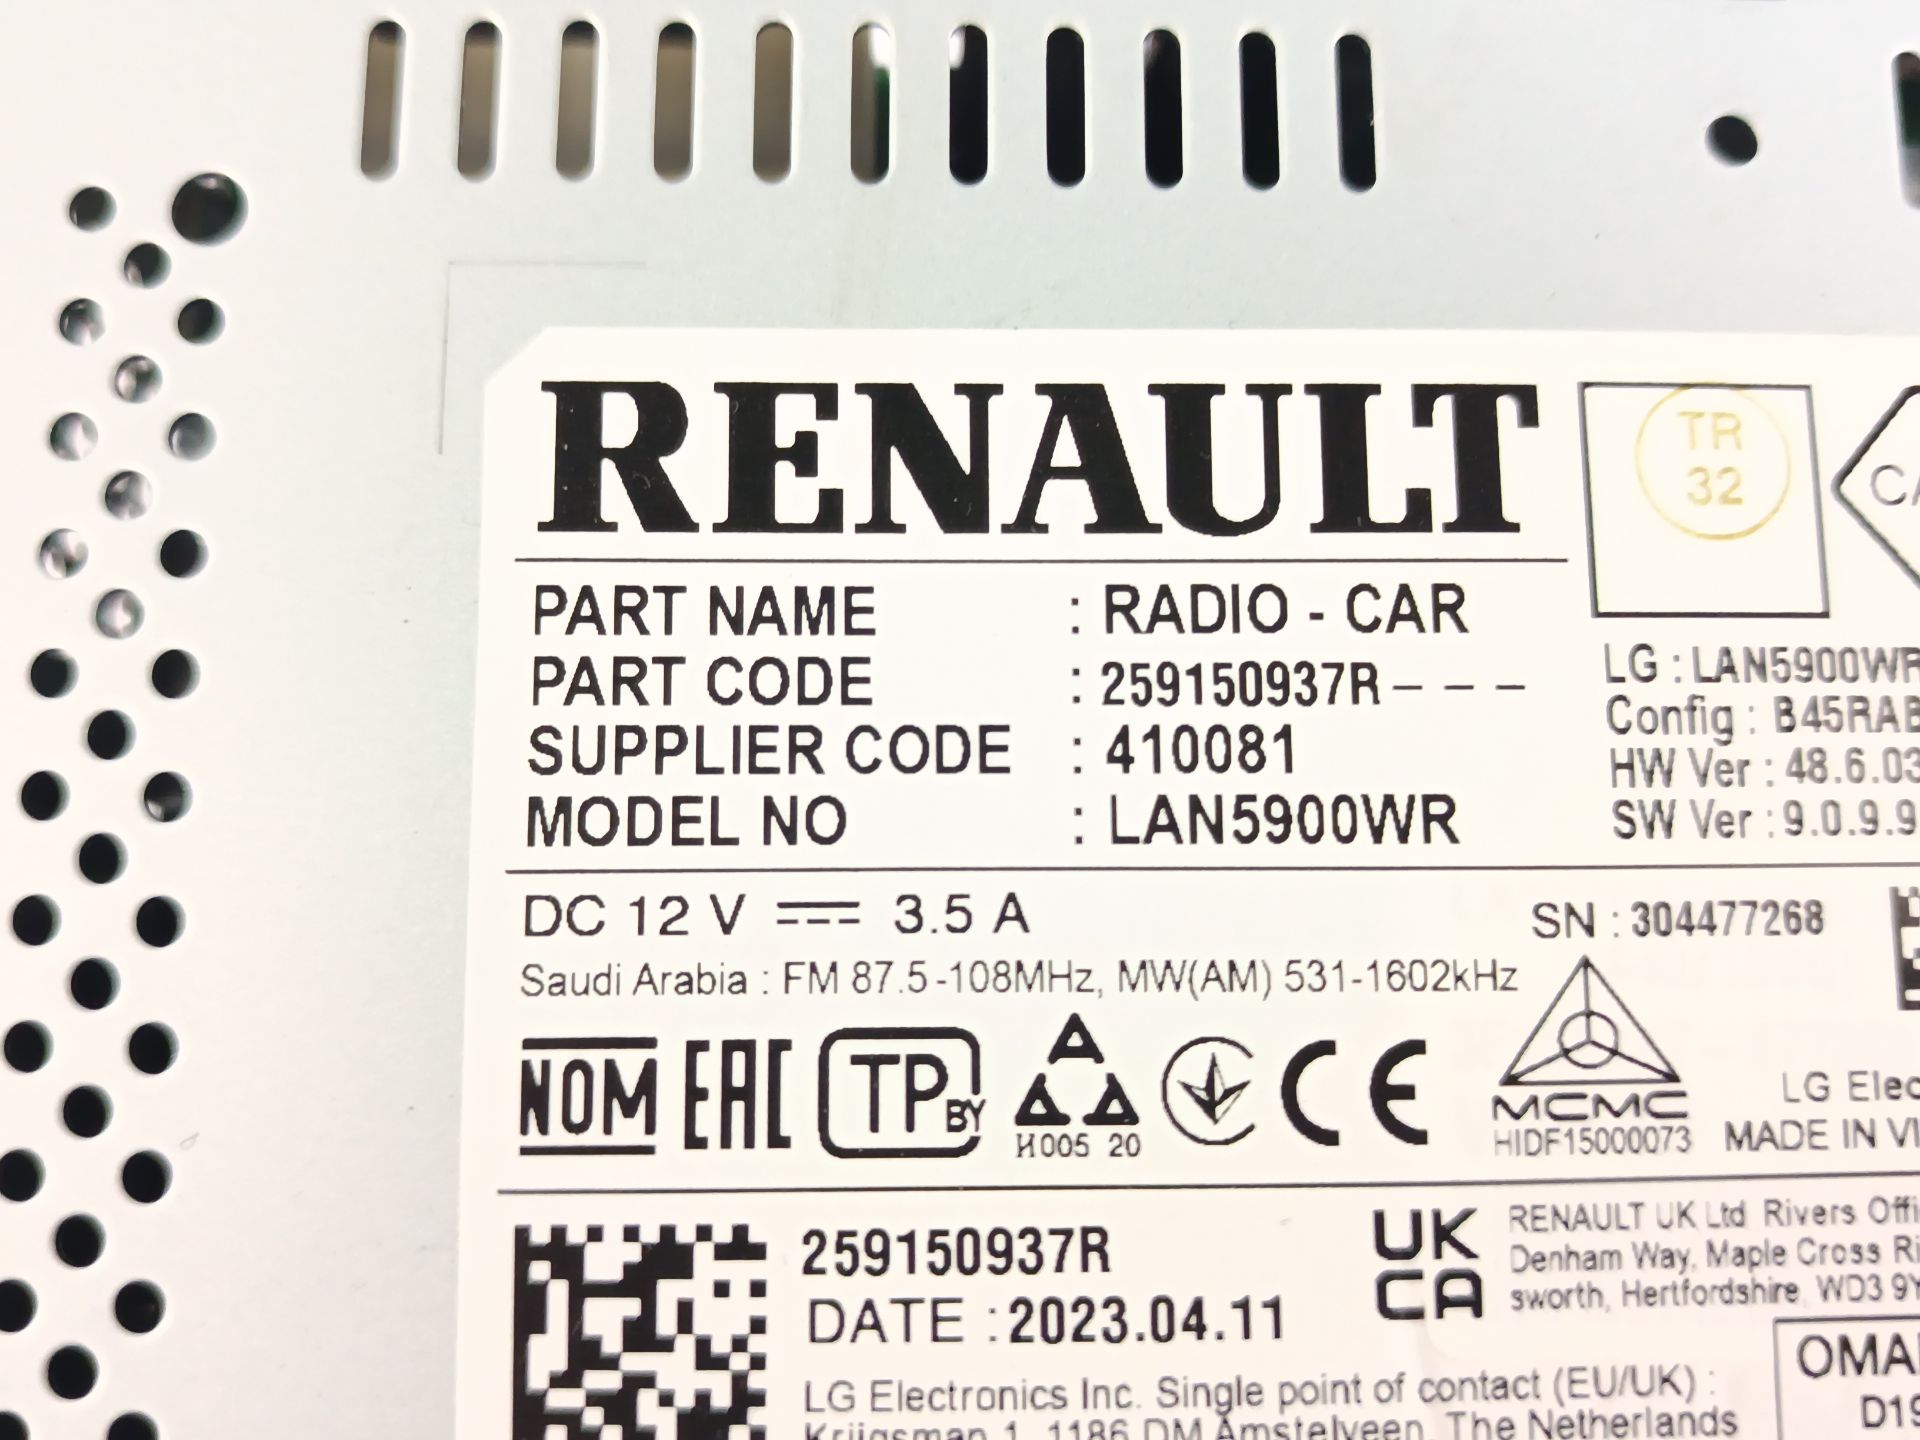 RENAULT
TR
32
PART NAME : RADIO - CAR
PART CODE : 259150937R - - -
SUPPLIER CODE : 410081
MODEL NO : LAN5900WR
LG : LAN5900WR
Config : B45RAB
HW Ver : 48.6.03
SW Ver : 9.0.9.9
DC 12 V 3.5 A
SN : 304477268
Saudi Arabia : FM 87.5-108MHz, MW(AM) 531-1602kHz
NOM EAC TP BY
H005 20
CE
MCMC
HIDF15000073
LG Elec
MADE IN VI
259150937R
DATE : 2023.04.11
UK
CA
RENAULT UK Ltd Rivers Offi
Denham Way, Maple Cross Ri
sworth, Hertfordshire, WD3 9Y
LG Electronics Inc. Single point of contact (EU/UK) :
Krijgsman 1, 1186 DM Amstelveen, The Netherlands
OMA
D19